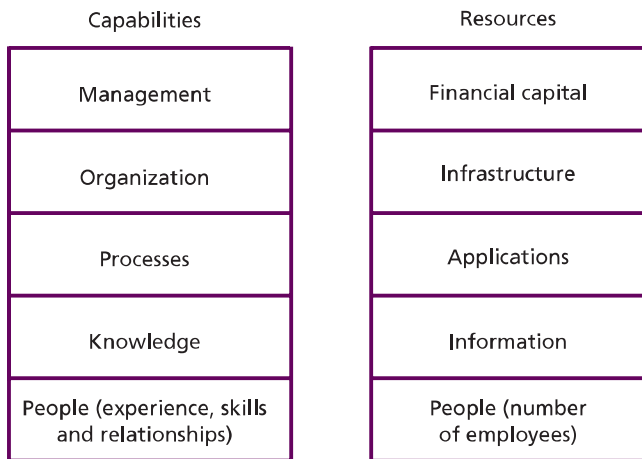 Capabilities
Management
Organization
Processes
Knowledge
People (experience, skills
and relationships)
Resources
Financial capital
Infrastructure
Applications
Information
People (number
of employees)